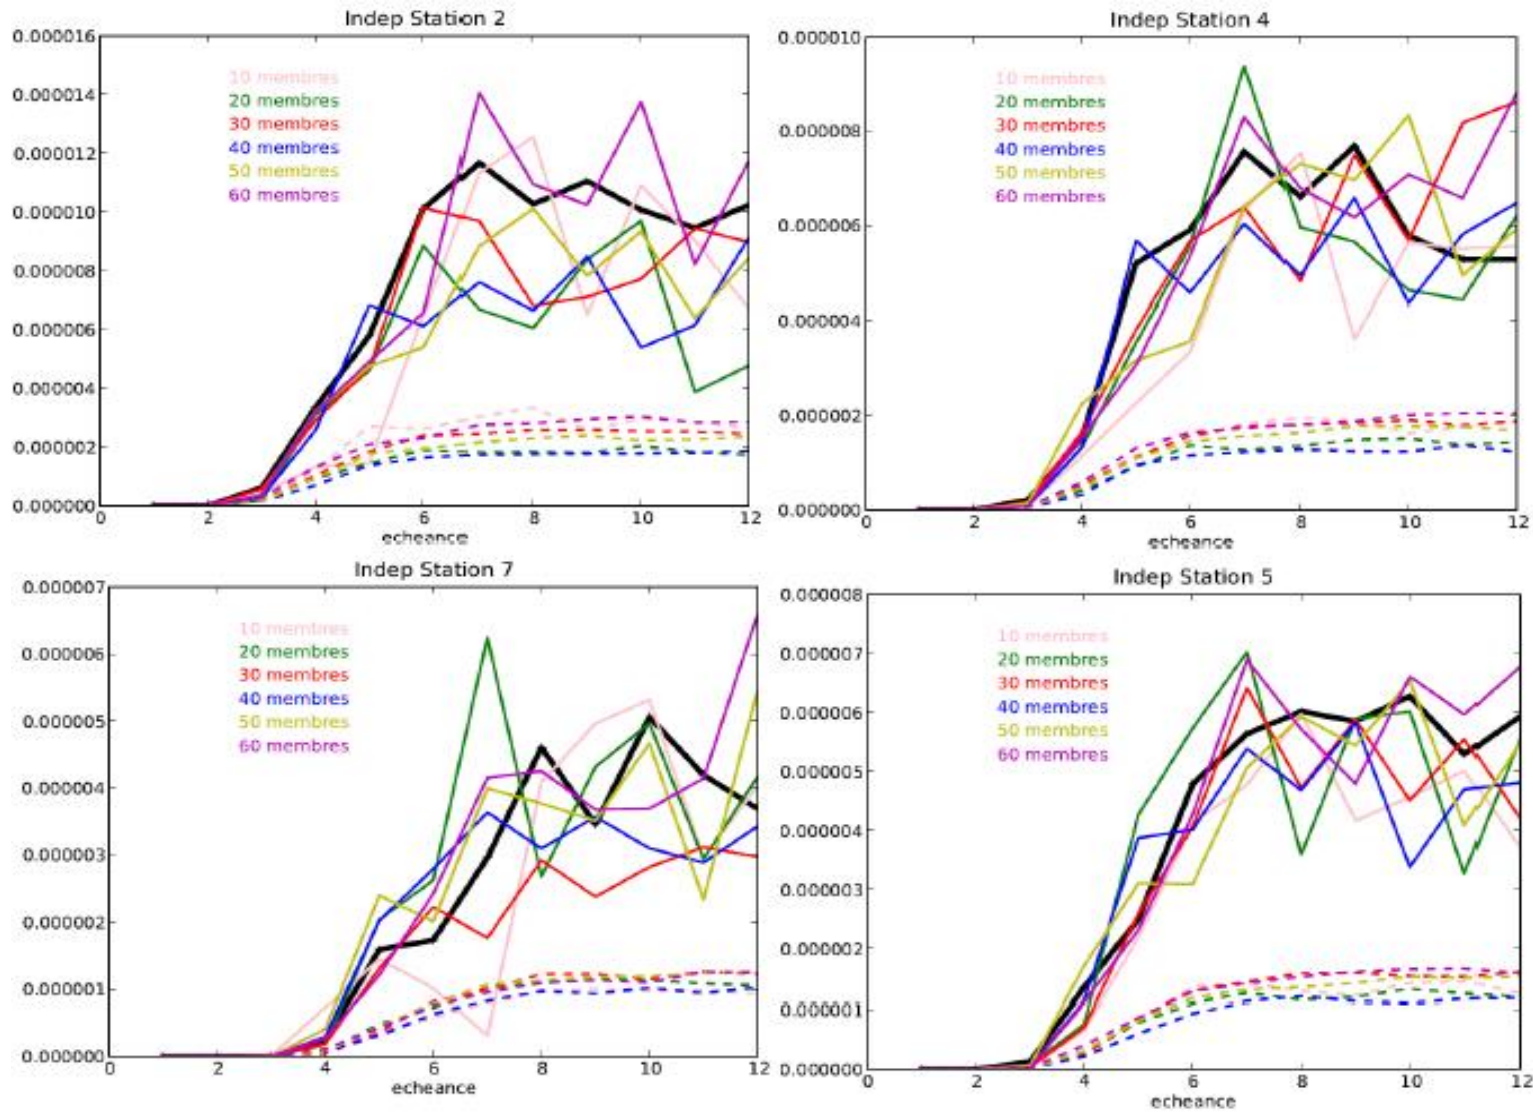 Indep Station 2
0.000016
0.000014
0.000012
0.000010
0.000008
0.000006
0.000004
0.000002
0.000000
10 membres
20 membres
30 membres
40 membres
50 membres
60 membres
0 2 4 6 8 10 12
echeance
Indep Station 4
0.000010
0.000008
0.000006
0.000004
0.000002
0.000000
10 membres
20 membres
30 membres
40 membres
50 membres
60 membres
0 2 4 6 8 10 12
echeance
Indep Station 7
0.000007
0.000006
0.000005
0.000004
0.000003
0.000002
0.000001
0.000000
10 membres
20 membres
30 membres
40 membres
50 membres
60 membres
0 2 4 6 8 10 12
echeance
Indep Station 5
0.000008
0.000007
0.000006
0.000005
0.000004
0.000003
0.000002
0.000001
0.000000
10 membres
20 membres
30 membres
40 membres
50 membres
60 membres
0 2 4 6 8 10 12
echeance